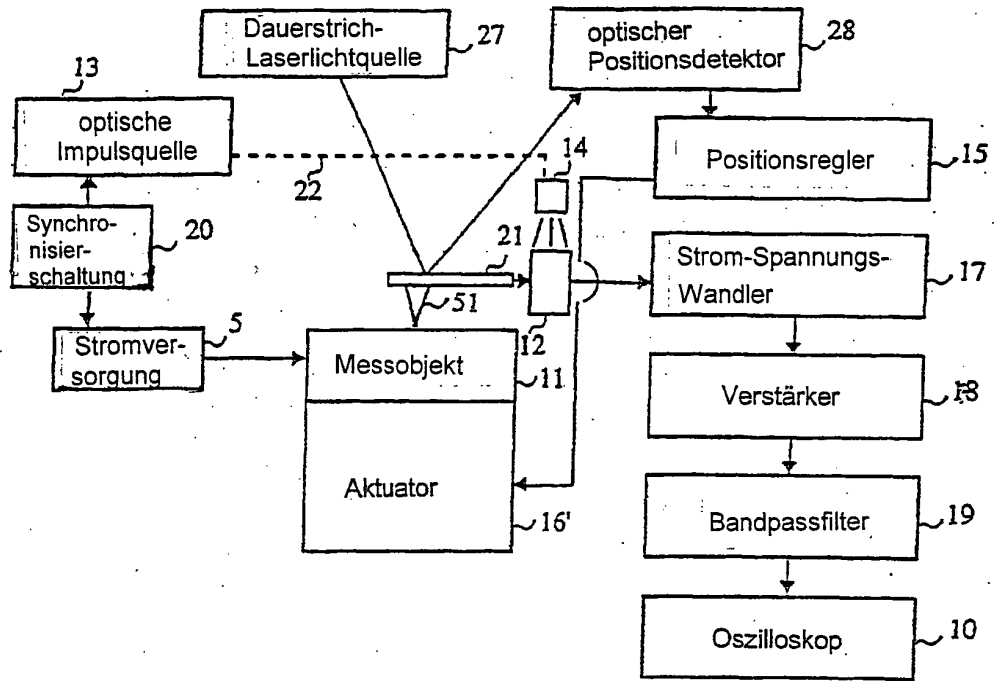 Dauerstrich-
Laserlichtquelle
27
optischer
Positionsdetektor
28
13
optische
Impulsquelle
22
14
Positionsregler
15
Synchro-
nisier-
schaltung
20
21
51
12
Strom-Spannungs-
Wandler
17
5
Stromver-
sorgung
Messobjekt
11
Verstärker
18
Aktuator
16'
Bandpassfilter
19
Oszilloskop
10